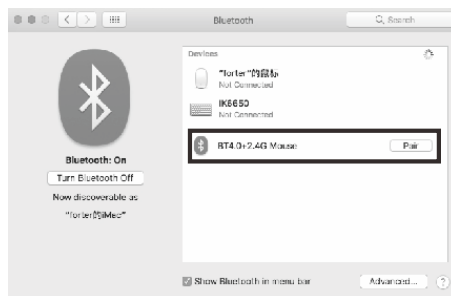 Bluetooth
Search
Devices
"forter"的鼠标
Not Connected
IK6650
Not Connected
BT4.0+2.4G Mouse
Pair
Bluetooth: On
Turn Bluetooth Off
Now discoverable as
"forter的iMac"
Show Bluetooth in menu bar
Advanced...
?